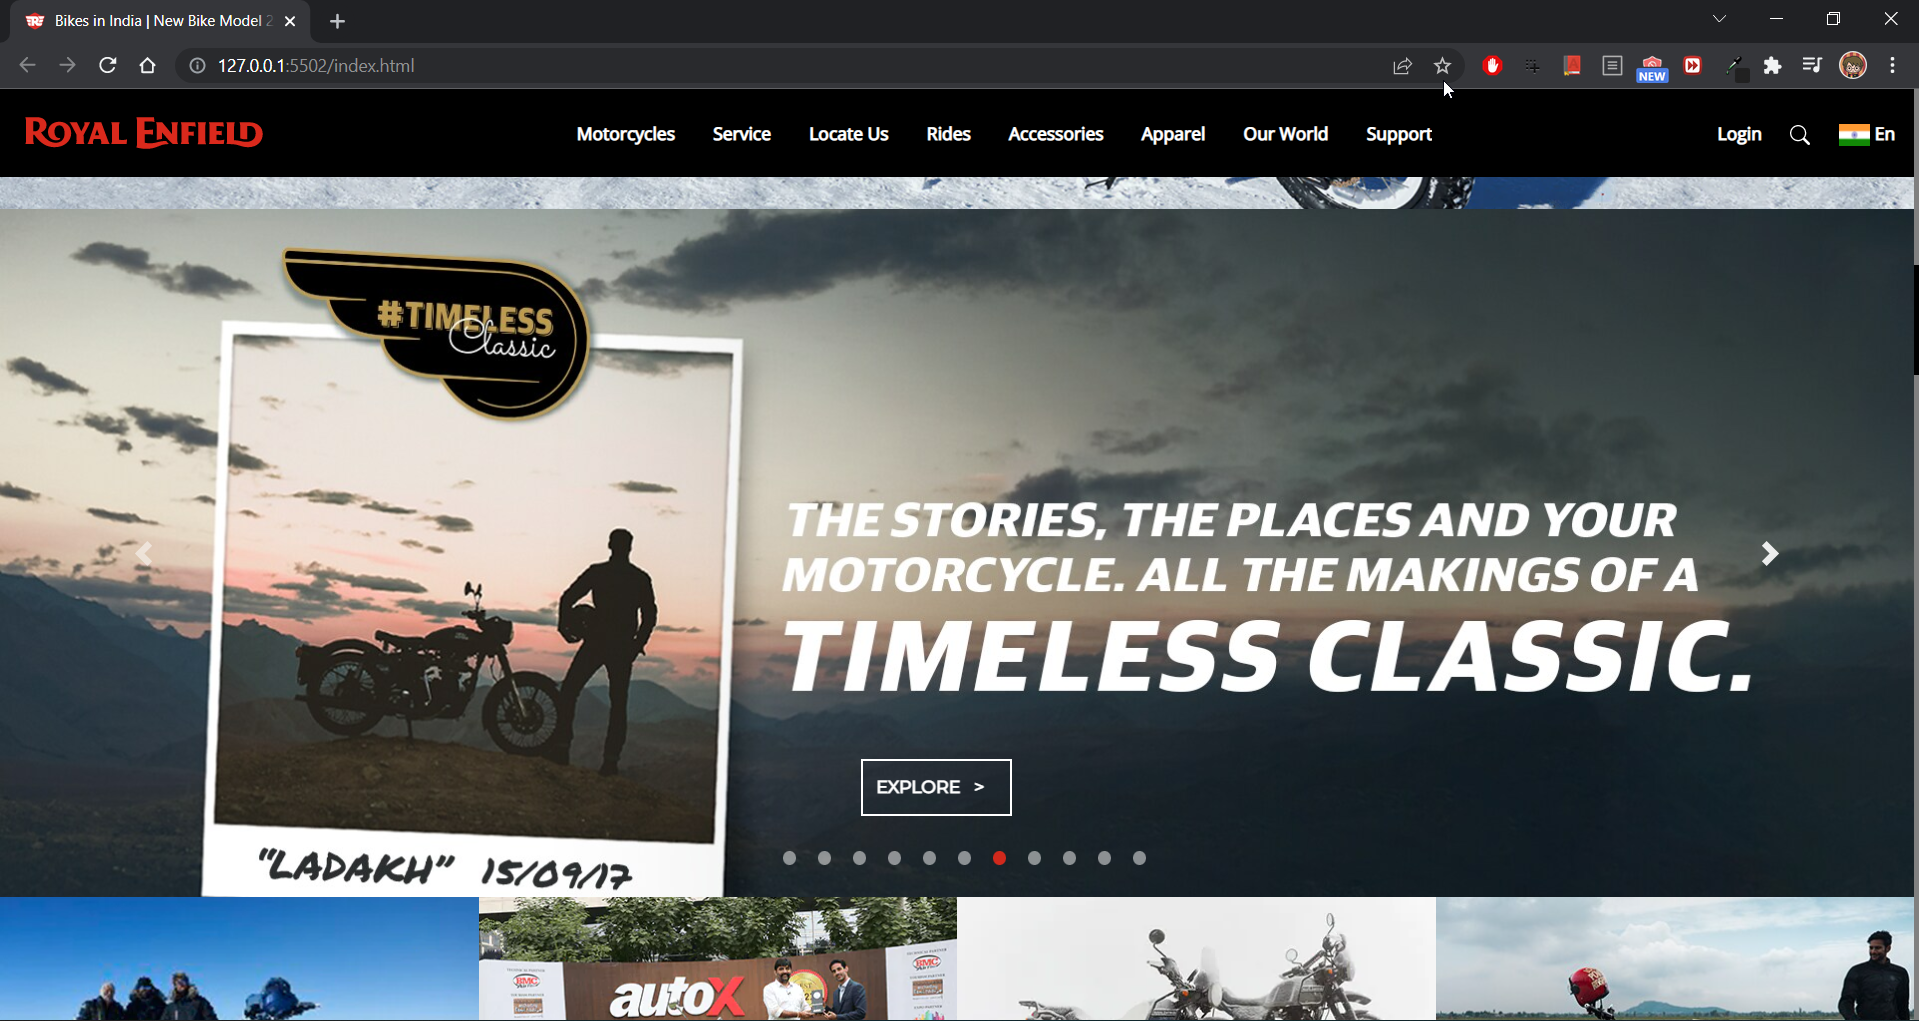 Bikes in India | New Bike Model 2
127.0.0.1:5502/index.html
NEW
ROYAL ENFIELD
Motorcycles
Service
Locate Us
Rides
Accessories
Apparel
Our World
Support
Login
En
#TIMELESS
Classic
THE STORIES, THE PLACES AND YOUR
MOTORCYCLE. ALL THE MAKINGS OF A
TIMELESS CLASSIC.
EXPLORE >
"LADAKH" 15/09/17
autoX
BMC
BMC